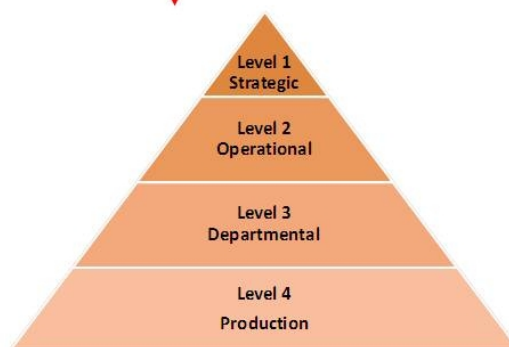 Level 1
Strategic
Level 2
Operational
Level 3
Departmental
Level 4
Production